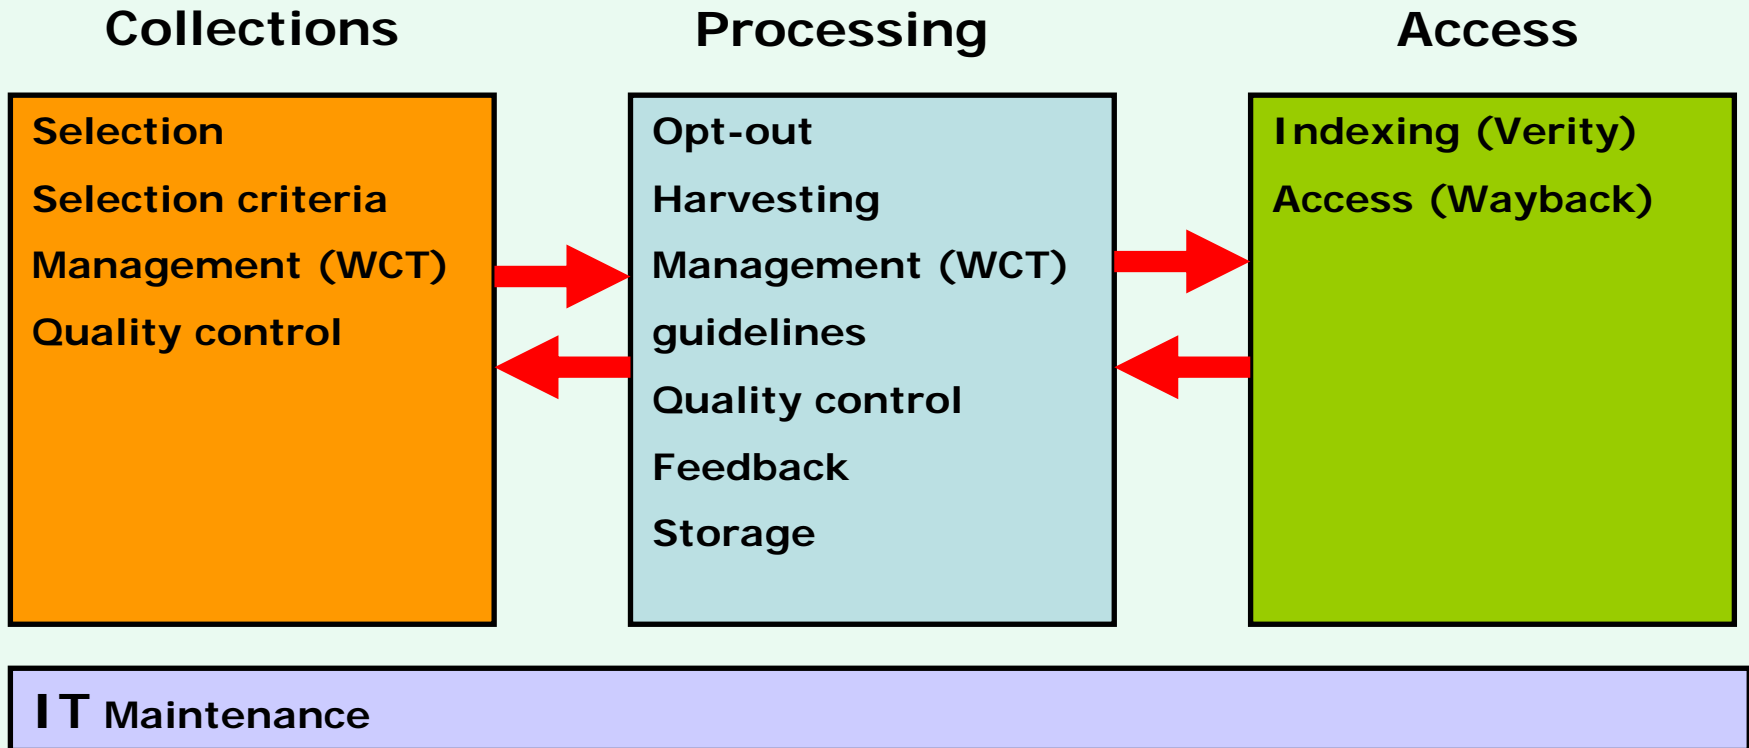 Collections
Processing
Access
Selection
Selection criteria
Management (WCT)
Quality control
Opt-out
Harvesting
Management (WCT)
guidelines
Quality control
Feedback
Storage
Indexing (Verity)
Access (Wayback)
IT Maintenance